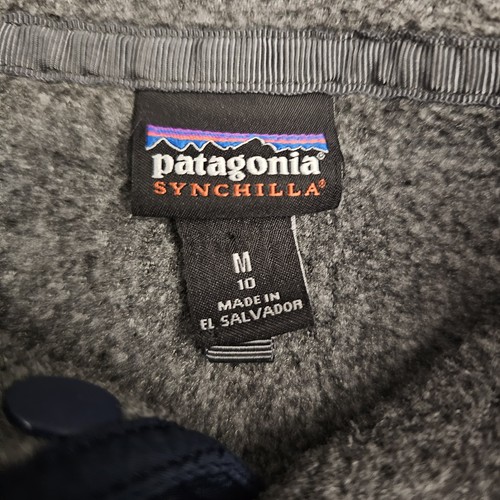 patagonia®
SYNCHILLA®
M
10
MADE IN
EL SALVADOR